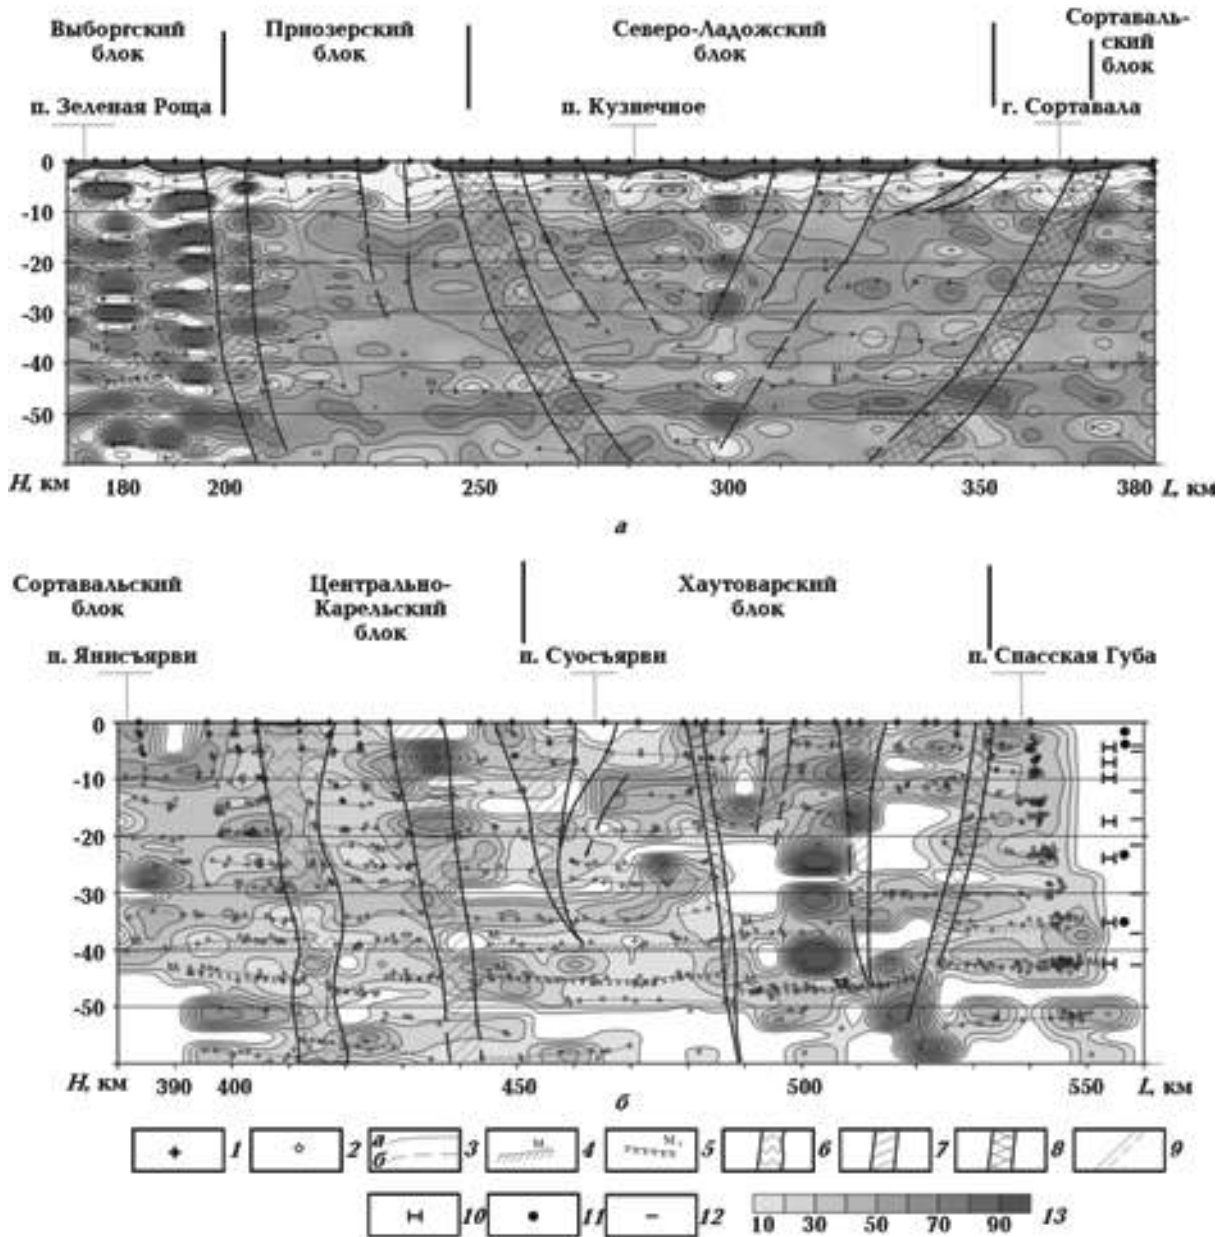 Выборгский
блок
Приозерский
блок
Северо-Ладожский
блок
Сортаваль-
ский
блок
п. Зеленая Роща
п. Кузнечное
г. Сортавала
0
-10
-20
-30
-40
-50
H, км 180 200 250 300 350 380 L, км
а
Сортавальский
блок
Центрально-
Карельский
блок
Хаутоварский
блок
п. Янисъярви
п. Суосъярви
п. Спасская Губа
0
-10
-20
-30
-40
-50
H, км 390 400 450 500 550 L, км
б
1 2 а б 3 M 4 M 5 6 7 8 9
10 11 12 10 30 50 70 90 13